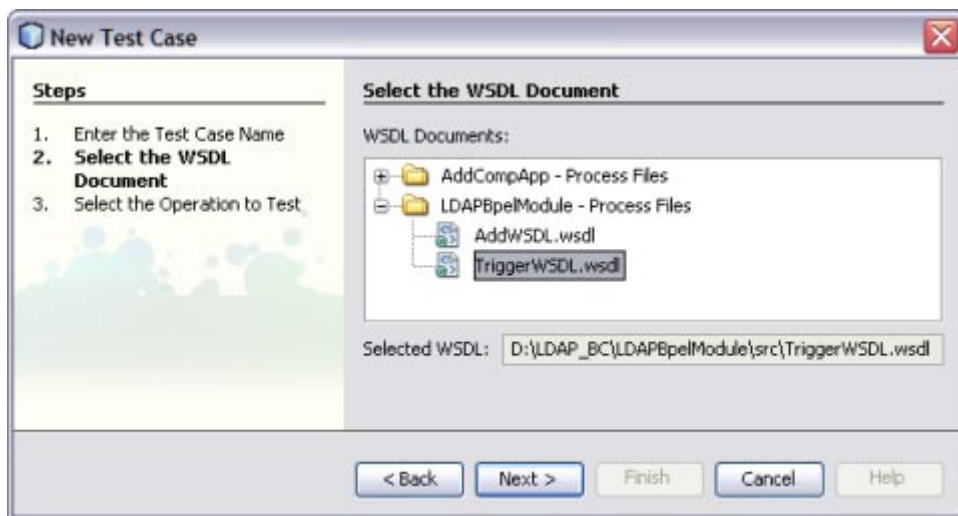 New Test Case
Steps
1. Enter the Test Case Name
2. Select the WSDL
Document
3. Select the Operation to Test
Select the WSDL Document
WSDL Documents:
AddCompApp - Process Files
LDAPBpelModule - Process Files
AddWSDL.wsdl
TriggerWSDL.wsdl
Selected WSDL: D:\LDAP_BC\LDAPBpelModule\src\TriggerWSDL.wsdl
< Back Next > Finish Cancel Help